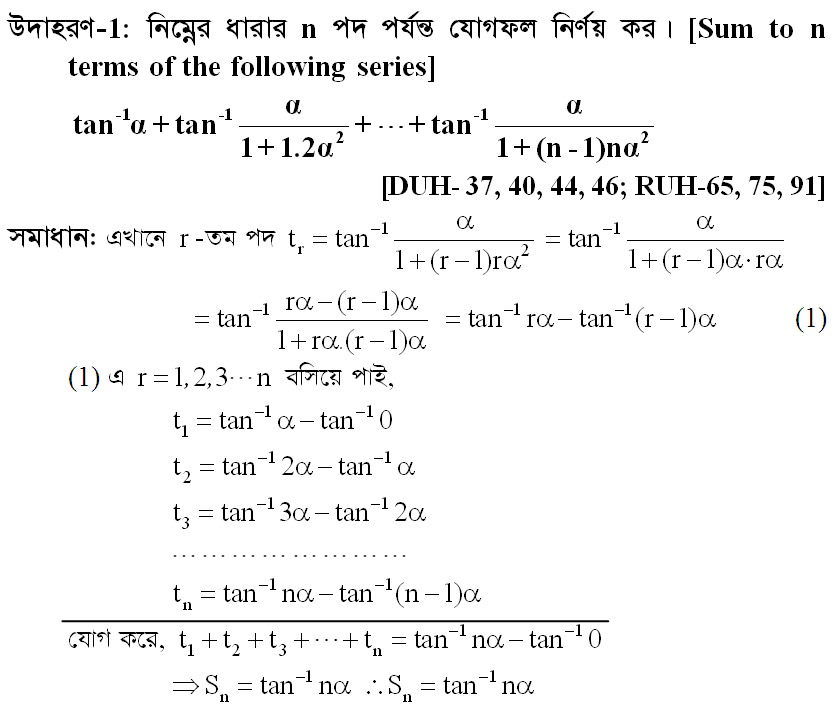 উদাহরণ-1: নিম্নের ধারার n পদ পর্যন্ত যোগফল নির্ণয় কর। [Sum to n
terms of the following series]
tan⁻¹α + tan⁻¹ α/(1+1.2α²) + ⋯ + tan⁻¹ α/(1+(n-1)nα²)
[DUH- 37, 40, 44, 46; RUH-65, 75, 91]
সমাধান: এখানে r -তম পদ tᵣ = tan⁻¹ α/(1+(r−1)rα²) = tan⁻¹ α/(1+(r−1)α·rα)
= tan⁻¹ (rα−(r−1)α)/(1+rα.(r−1)α) = tan⁻¹ rα − tan⁻¹(r−1)α (1)
(1) এ r = 1,2,3⋯n বসিয়ে পাই,
t₁ = tan⁻¹ α − tan⁻¹ 0
t₂ = tan⁻¹ 2α − tan⁻¹ α
t₃ = tan⁻¹ 3α − tan⁻¹ 2α
… … … … … … … …
tₙ = tan⁻¹ nα − tan⁻¹(n−1)α
যোগ করে, t₁ + t₂ + t₃ + ⋯ + tₙ = tan⁻¹ nα − tan⁻¹ 0
⇒ Sₙ = tan⁻¹ nα ∴ Sₙ = tan⁻¹ nα